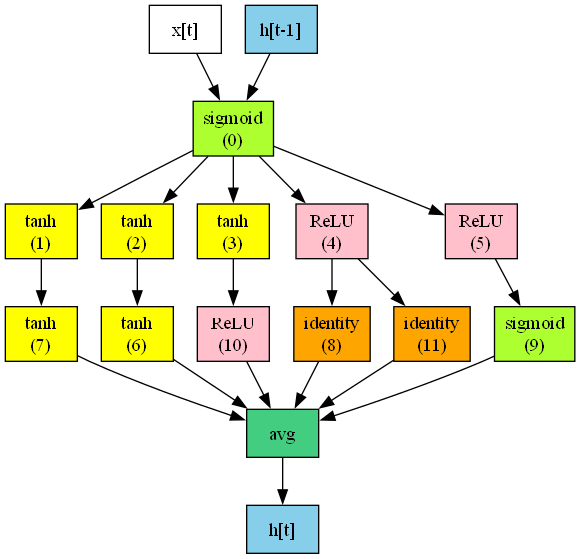 x[t]
h[t-1]
sigmoid
(0)
tanh
(1)
tanh
(2)
tanh
(3)
ReLU
(4)
ReLU
(5)
tanh
(7)
tanh
(6)
ReLU
(10)
identity
(8)
identity
(11)
sigmoid
(9)
avg
h[t]